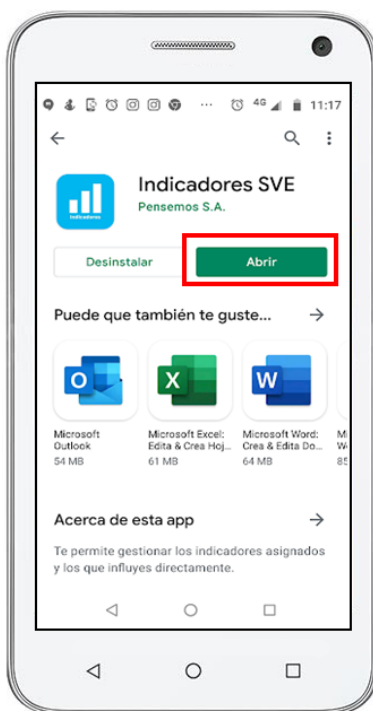 4G 11:17
Indicadores SVE
Pensemos S.A.
Indicadores
Desinstalar
Abrir
Puede que también te guste...
Microsoft
Outlook
54 MB
Microsoft Excel:
Edita & Crea Hoj...
61 MB
Microsoft Word:
Crea & Edita Do...
64 MB
Acerca de esta app
Te permite gestionar los indicadores asignados
y los que influyes directamente.